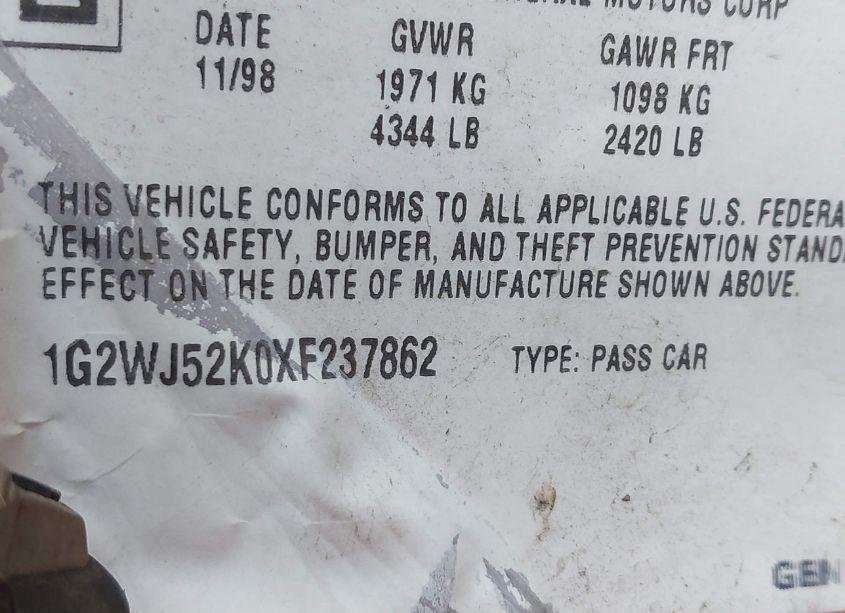 MOTORS CORP
DATE GVWR GAWR FRT
11/98 1971 KG 1098 KG
4344 LB 2420 LB
THIS VEHICLE CONFORMS TO ALL APPLICABLE U.S. FEDERA
VEHICLE SAFETY, BUMPER, AND THEFT PREVENTION STAND
EFFECT ON THE DATE OF MANUFACTURE SHOWN ABOVE.
1G2WJ52K0XF237862 TYPE: PASS CAR
GEN